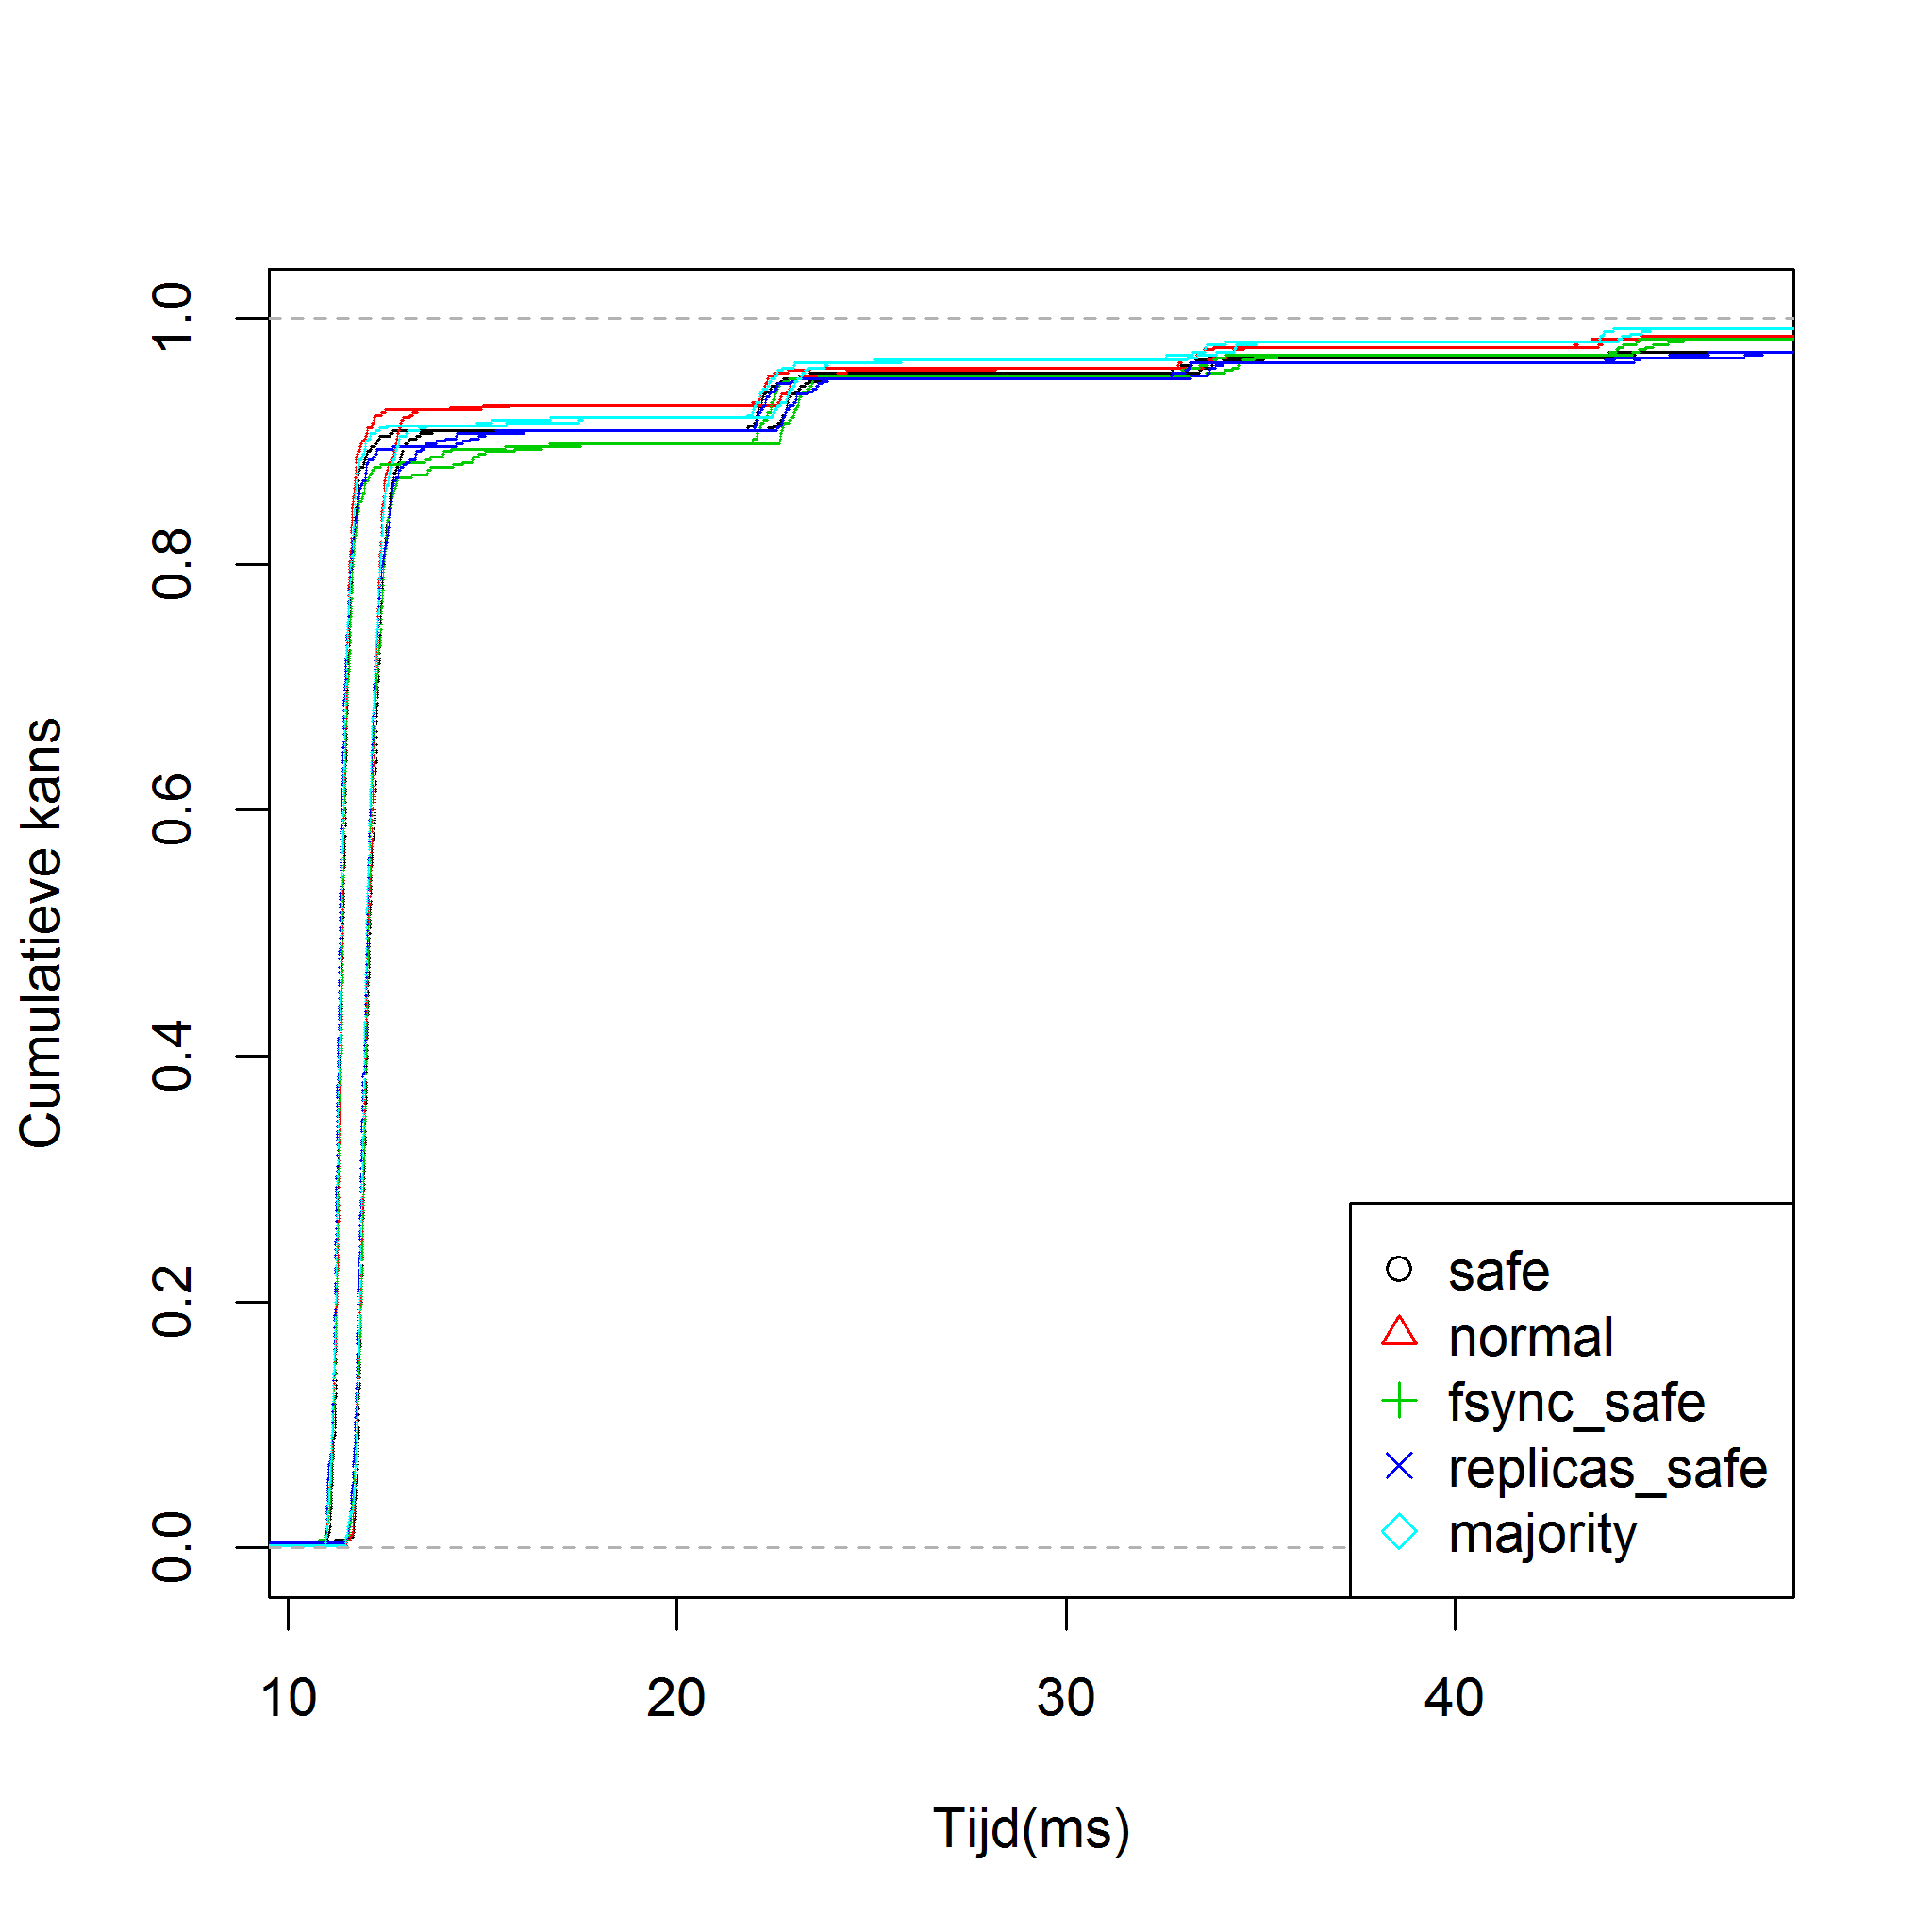 Cumulatieve kans
1.0
0.8
0.6
0.4
0.2
0.0
safe
normal
fsync_safe
replicas_safe
majority
10 20 30 40
Tijd(ms)